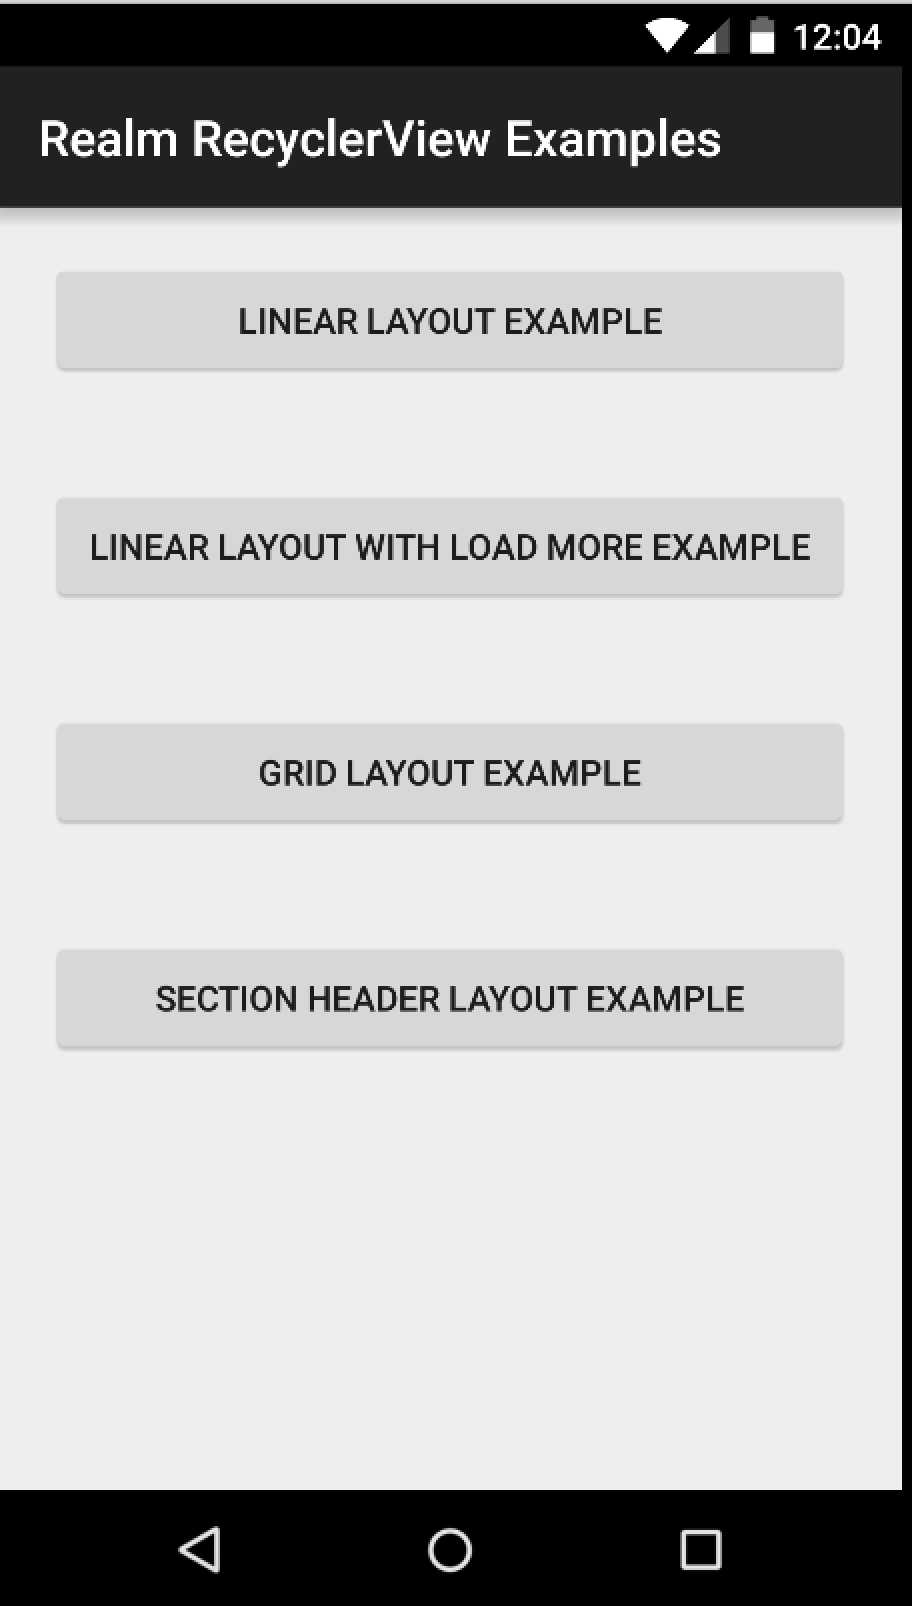 12:04
Realm RecyclerView Examples
LINEAR LAYOUT EXAMPLE
LINEAR LAYOUT WITH LOAD MORE EXAMPLE
GRID LAYOUT EXAMPLE
SECTION HEADER LAYOUT EXAMPLE